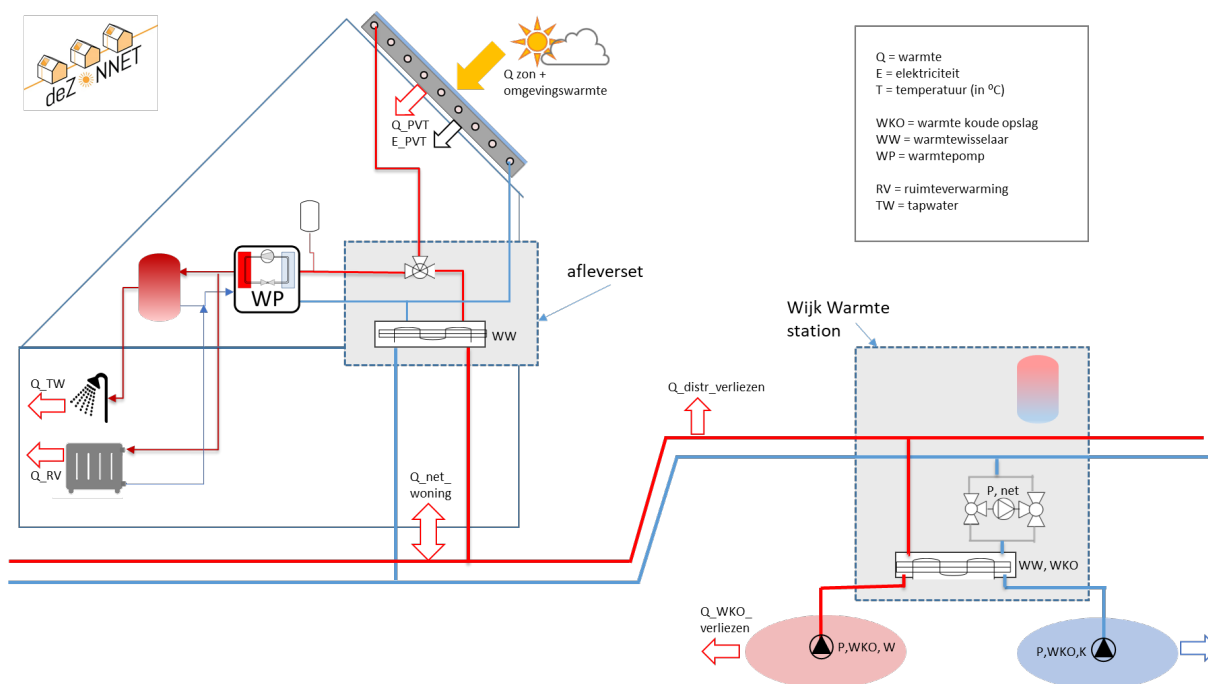 deZONNET
Q zon +
omgevingswarmte
Q_PVT
E_PVT
Q = warmte
E = elektriciteit
T = temperatuur (in ⁰C)
WKO = warmte koude opslag
WW = warmtewisselaar
WP = warmtepomp
RV = ruimteverwarming
TW = tapwater
WP
afleverset
WW
Wijk Warmte
station
Q_TW
Q_RV
Q_net_
woning
Q_distr_verliezen
P, net
WW, WKO
Q_WKO_
verliezen
P,WKO, W
P,WKO,K